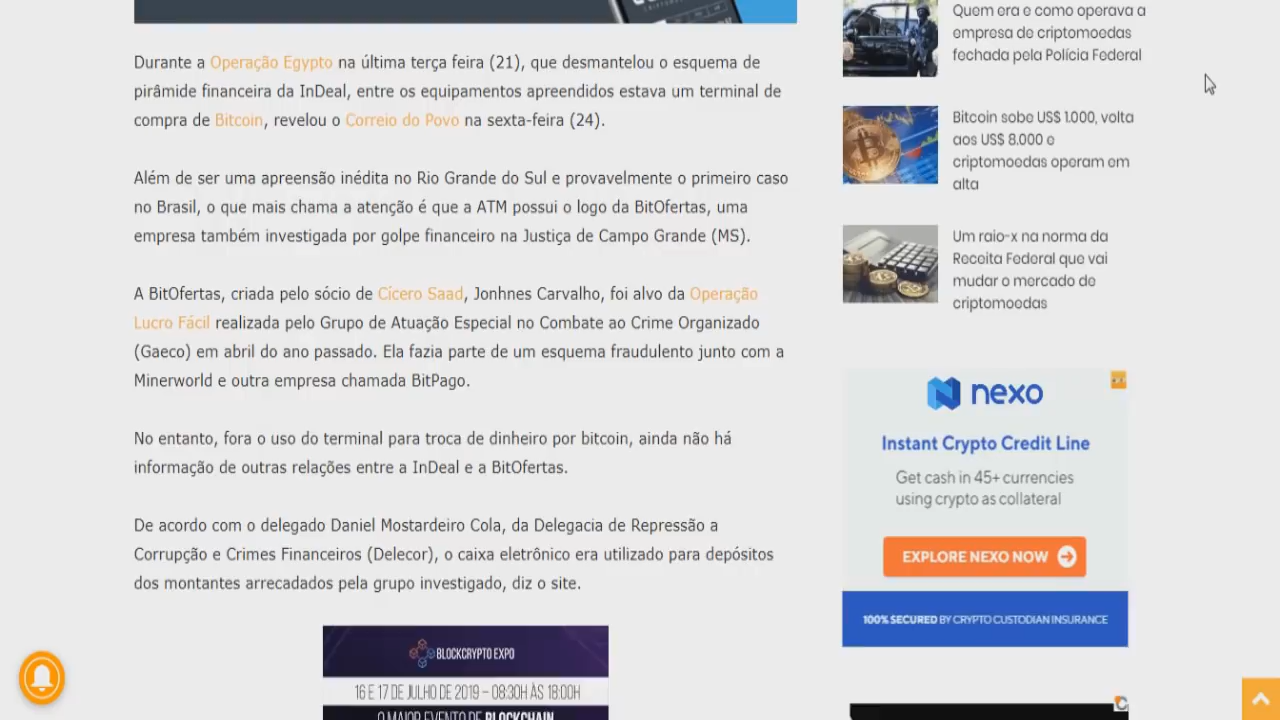 Durante a Operação Egypto na última terça feira (21), que desmantelou o esquema de
pirâmide financeira da InDeal, entre os equipamentos apreendidos estava um terminal de
compra de Bitcoin, revelou o Correio do Povo na sexta-feira (24).
Além de ser uma apreensão inédita no Rio Grande do Sul e provavelmente o primeiro caso
no Brasil, o que mais chama a atenção é que a ATM possui o logo da BitOfertas, uma
empresa também investigada por golpe financeiro na Justiça de Campo Grande (MS).
A BitOfertas, criada pelo sócio de Cícero Saad, Jonhnes Carvalho, foi alvo da Operação
Lucro Fácil realizada pelo Grupo de Atuação Especial no Combate ao Crime Organizado
(Gaeco) em abril do ano passado. Ela fazia parte de um esquema fraudulento junto com a
Minerworld e outra empresa chamada BitPago.
No entanto, fora o uso do terminal para troca de dinheiro por bitcoin, ainda não há
informação de outras relações entre a InDeal e a BitOfertas.
De acordo com o delegado Daniel Mostardeiro Cola, da Delegacia de Repressão a
Corrupção e Crimes Financeiros (Delecor), o caixa eletrônico era utilizado para depósitos
dos montantes arrecadados pela grupo investigado, diz o site.
BLOCKCRYPTO EXPO
16 E 17 DE JULHO DE 2019 – 08:30H ÀS 18:00H
O MAIOR EVENTO DE BLOCKCHAIN
Quem era e como operava a
empresa de criptomoedas
fechada pela Polícia Federal
Bitcoin sobe US$ 1.000, volta
aos US$ 8.000 e
criptomoedas operam em
alta
Um raio-x na norma da
Receita Federal que vai
mudar o mercado de
criptomoedas
nexo
Instant Crypto Credit Line
Get cash in 45+ currencies
using crypto as collateral
EXPLORE NEXO NOW
100% SECURED BY CRYPTO CUSTODIAN INSURANCE